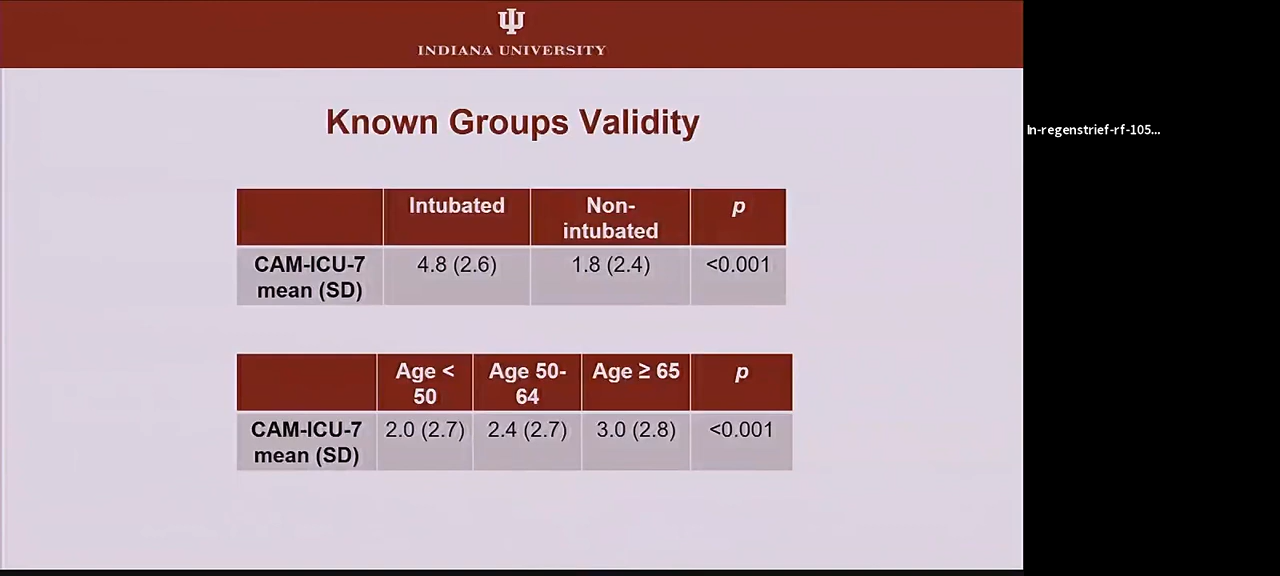 INDIANA UNIVERSITY
Known Groups Validity
In-regenstrief-rf-105...
Intubated Non-intubated p
CAM-ICU-7 mean (SD) 4.8 (2.6) 1.8 (2.4) <0.001
Age < 50 Age 50-64 Age ≥ 65 p
CAM-ICU-7 mean (SD) 2.0 (2.7) 2.4 (2.7) 3.0 (2.8) <0.001